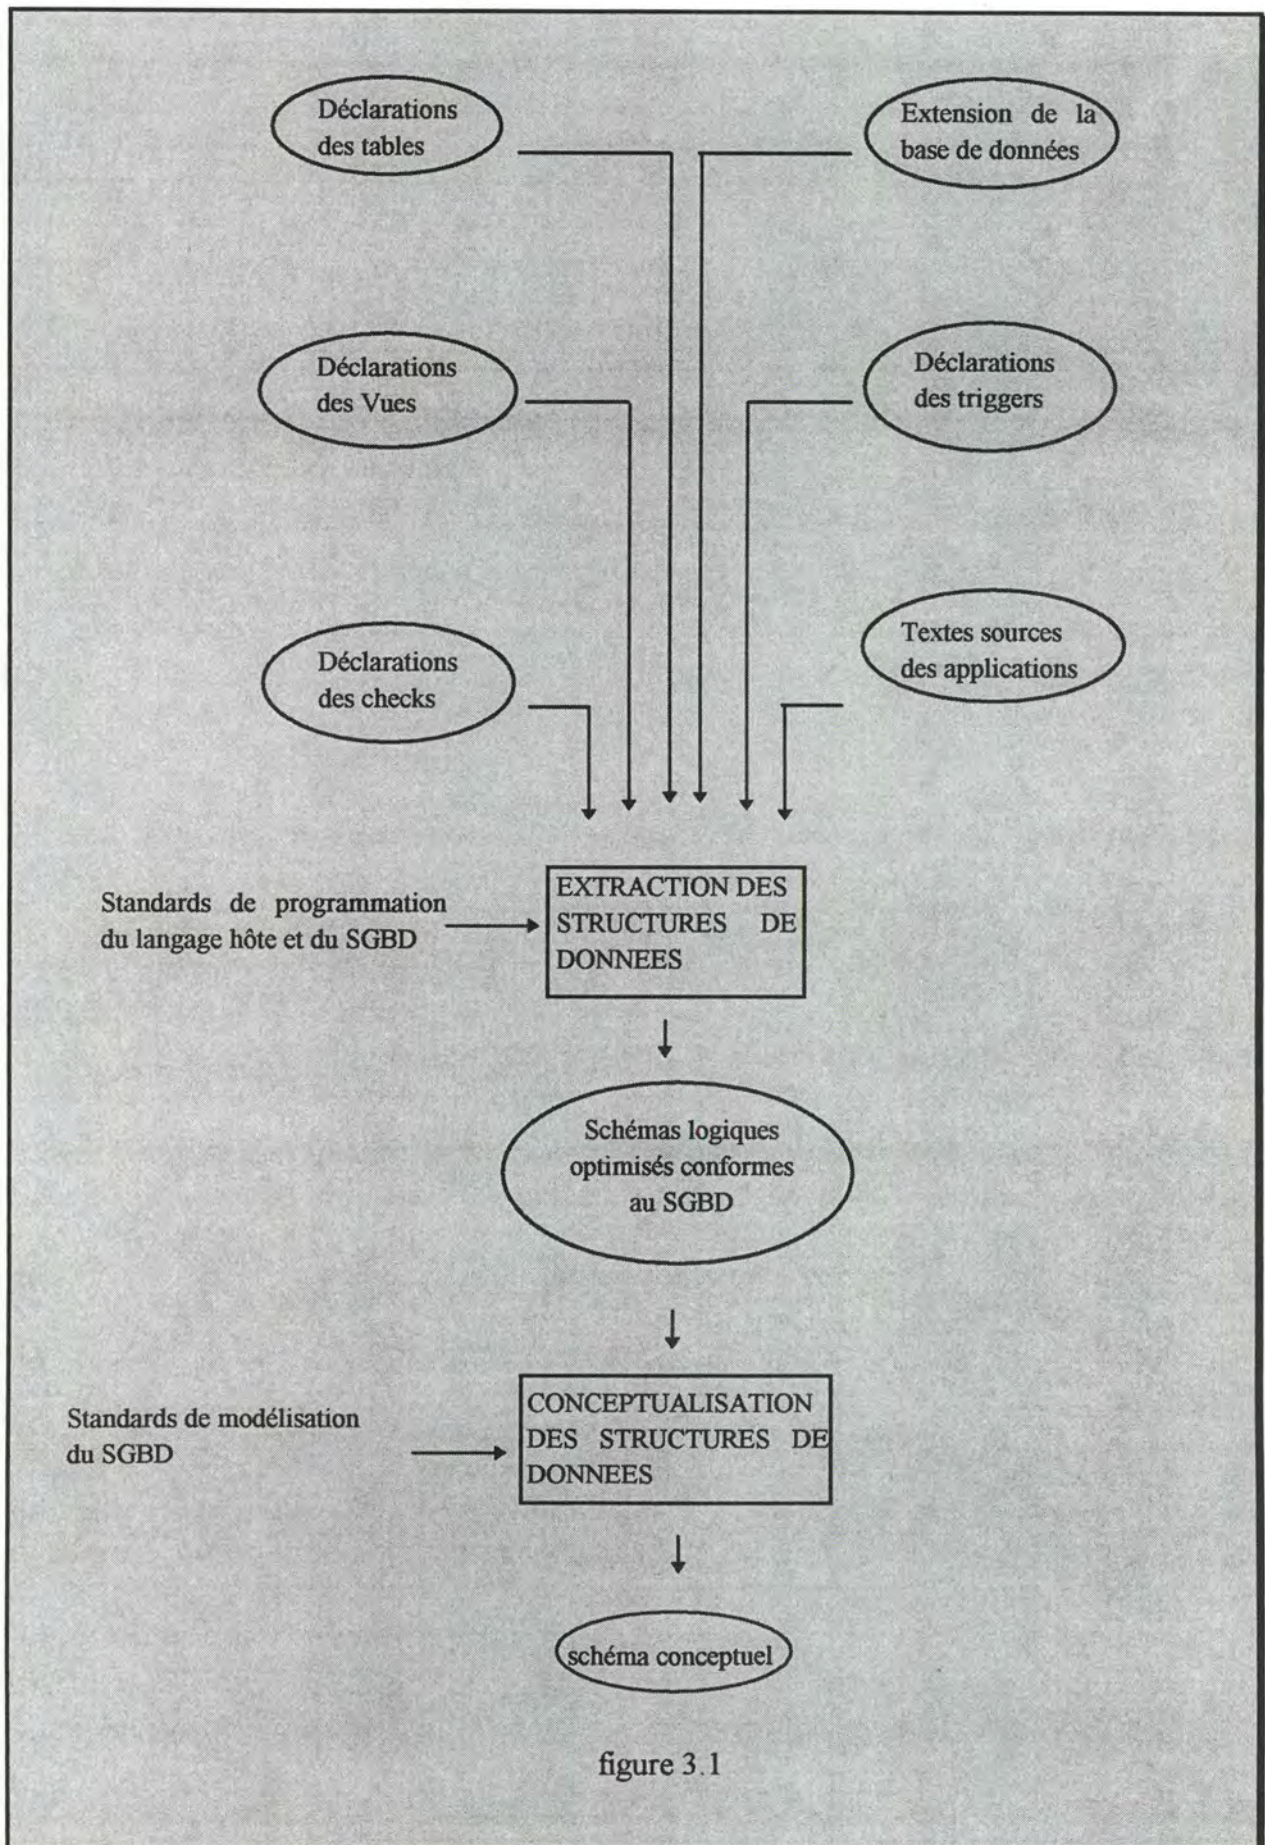 Déclarations
des tables
Extension de la
base de données
Déclarations
des Vues
Déclarations
des triggers
Déclarations
des checks
Textes sources
des applications
Standards de programmation
du langage hôte et du SGBD
EXTRACTION DES
STRUCTURES DE
DONNEES
Schémas logiques
optimisés conformes
au SGBD
Standards de modélisation
du SGBD
CONCEPTUALISATION
DES STRUCTURES DE
DONNEES
schéma conceptuel
figure 3.1